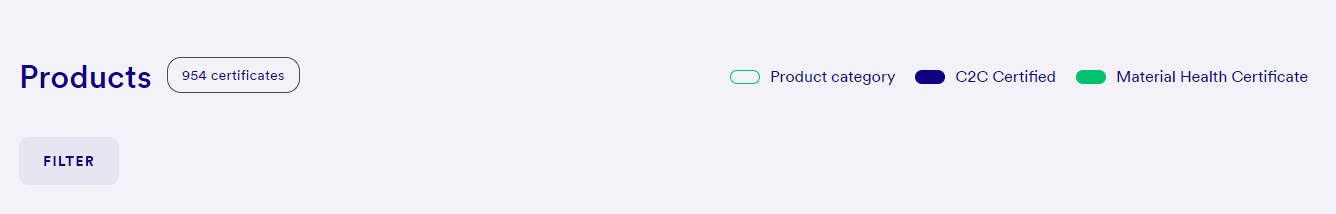 Products 954 certificates
Product category C2C Certified Material Health Certificate
FILTER